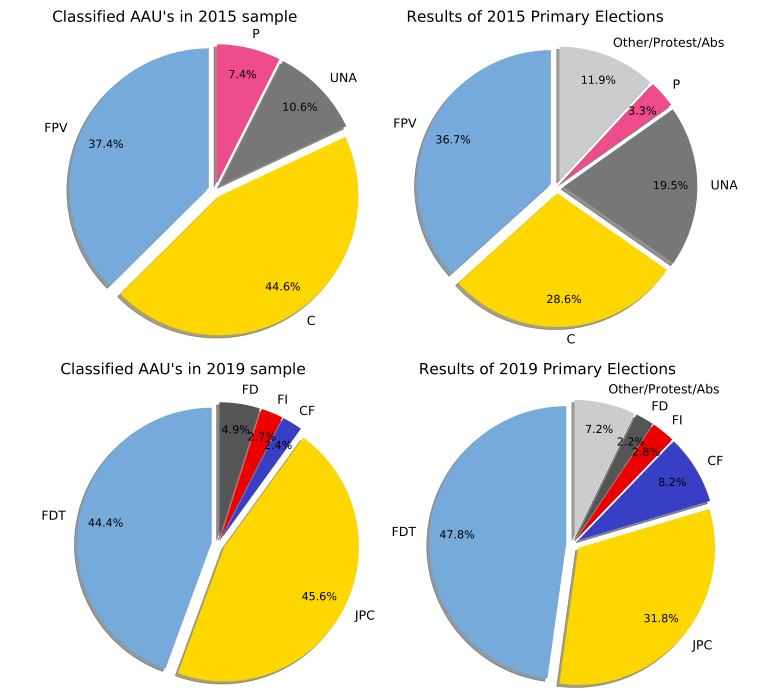 Classified AAU's in 2015 sample
P
7.4%
UNA
10.6%
FPV
37.4%
44.6%
C
Results of 2015 Primary Elections
Other/Protest/Abs
11.9%
P
3.3%
FPV
36.7%
19.5%
UNA
28.6%
C
Classified AAU's in 2019 sample
FD
FI
CF
4.9%
2.7%
2.4%
FDT
44.4%
45.6%
JPC
Results of 2019 Primary Elections
Other/Protest/Abs
FD
FI
7.2%
2.2%
2.8%
CF
8.2%
FDT
47.8%
31.8%
JPC